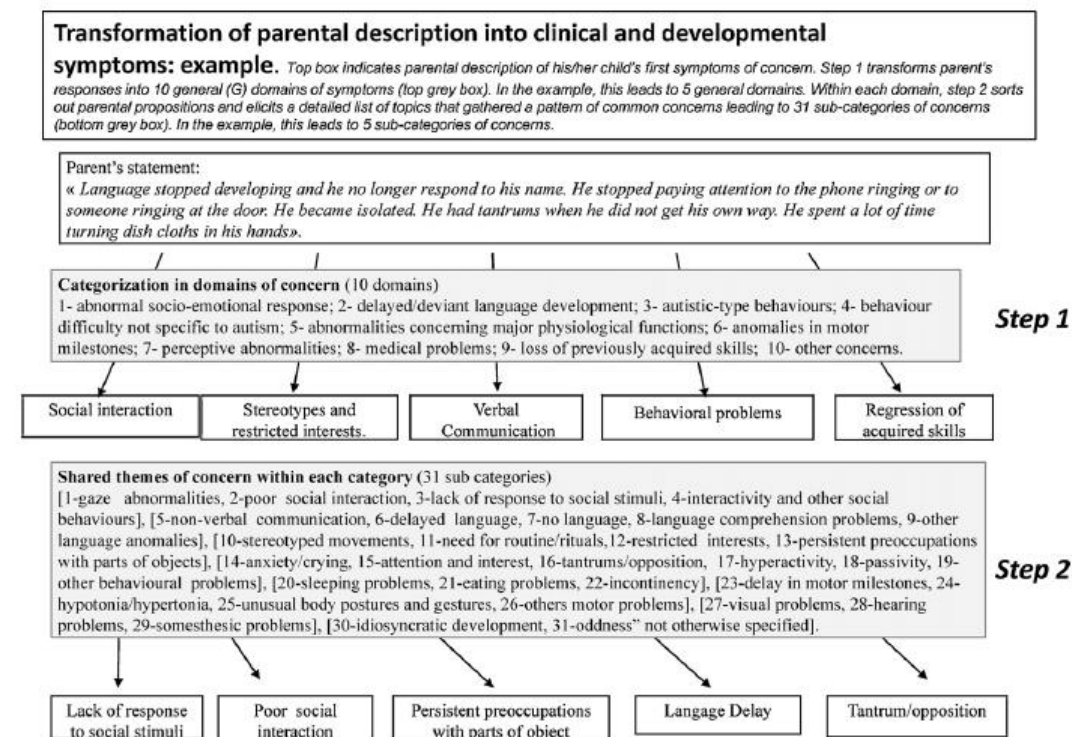 Transformation of parental description into clinical and developmental
symptoms: example. Top box indicates parental description of his/her child's first symptoms of concern. Step 1 transforms parent's
responses into 10 general (G) domains of symptoms (top grey box). In the example, this leads to 5 general domains. Within each domain, step 2 sorts
out parental propositions and elicits a detailed list of topics that gathered a pattern of common concerns leading to 31 sub-categories of concerns
(bottom grey box). In the example, this leads to 5 sub-categories of concerns.
Parent's statement:
« Language stopped developing and he no longer respond to his name. He stopped paying attention to the phone ringing or to
someone ringing at the door. He became isolated. He had tantrums when he did not get his own way. He spent a lot of time
turning dish cloths in his hands».
Categorization in domains of concern (10 domains)
1- abnormal socio-emotional response; 2- delayed/deviant language development; 3- autistic-type behaviours; 4- behaviour
difficulty not specific to autism; 5- abnormalities concerning major physiological functions; 6- anomalies in motor
milestones; 7- perceptive abnormalities; 8- medical problems; 9- loss of previously acquired skills; 10- other concerns.
Step 1
Social interaction
Stereotypes and
restricted interests.
Verbal
Communication
Behavioral problems
Regression of
acquired skills
Shared themes of concern within each category (31 sub categories)
[1-gaze abnormalities, 2-poor social interaction, 3-lack of response to social stimuli, 4-interactivity and other social
behaviours], [5-non-verbal communication, 6-delayed language, 7-no language, 8-language comprehension problems, 9-other
language anomalies], [10-stereotyped movements, 11-need for routine/rituals,12-restricted interests, 13-persistent preoccupations
with parts of objects], [14-anxiety/crying, 15-attention and interest, 16-tantrums/opposition, 17-hyperactivity, 18-passivity, 19-
other behavioural problems], [20-sleeping problems, 21-eating problems, 22-incontinency], [23-delay in motor milestones, 24-
hypotonia/hypertonia, 25-unusual body postures and gestures, 26-others motor problems], [27-visual problems, 28-hearing
problems, 29-somesthesic problems], [30-idiosyncratic development, 31-oddness” not otherwise specified].
Step 2
Lack of response
to social stimuli
Poor social
interaction
Persistent preoccupations
with parts of object
Langage Delay
Tantrum/opposition